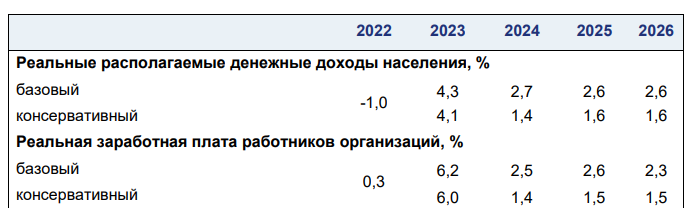 2022 2023 2024 2025 2026
Реальные располагаемые денежные доходы населения, %
базовый 4,3 2,7 2,6 2,6
-1,0
консервативный 4,1 1,4 1,6 1,6
Реальная заработная плата работников организаций, %
базовый 6,2 2,5 2,6 2,3
0,3
консервативный 6,0 1,4 1,5 1,5